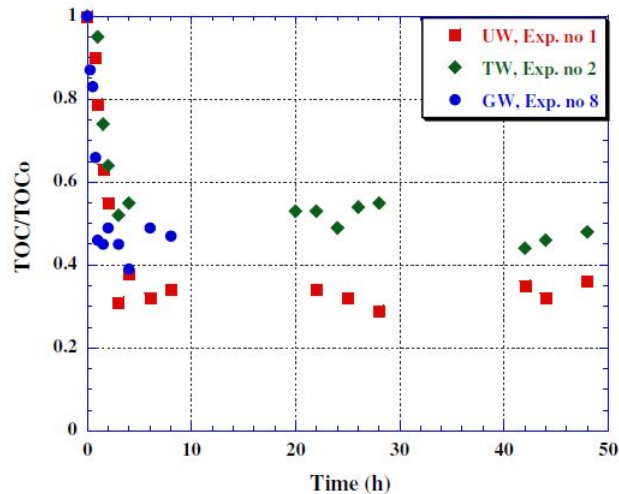 1
0.8
0.6
0.4
0.2
0
TOC/TOCo
UW, Exp. no 1
TW, Exp. no 2
GW, Exp. no 8
0 10 20 30 40 50
Time (h)